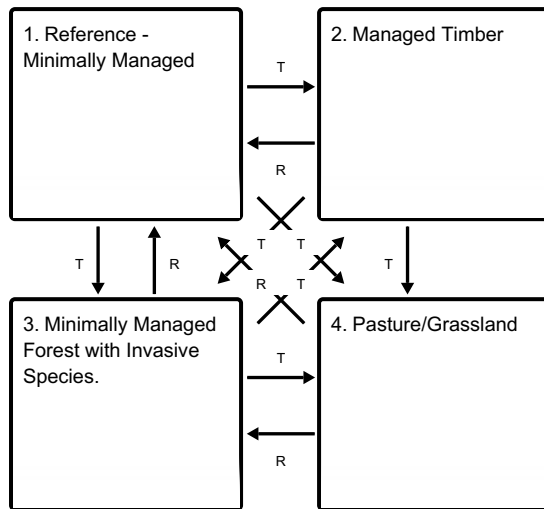 1. Reference -
Minimally Managed
2. Managed Timber
T
R
T
T
T
R
T
R
T
3. Minimally Managed
Forest with Invasive
Species.
4. Pasture/Grassland
T
R